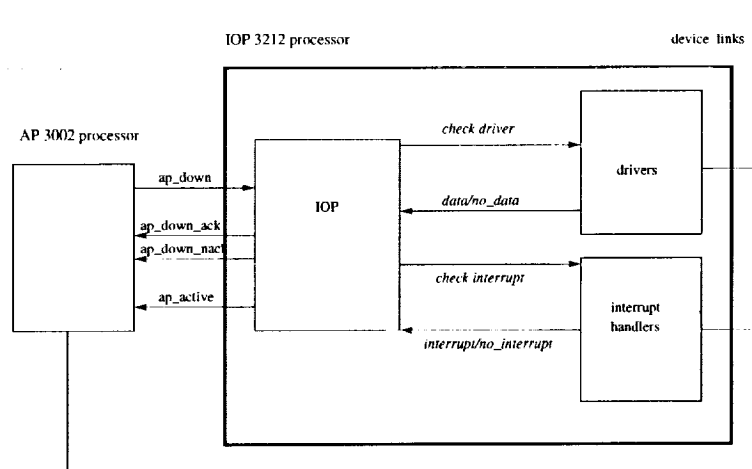 IOP 3212 processor
device links
AP 3002 processor
check driver
ap_down
drivers
IOP
data/no_data
ap_down_ack
ap_down_nack
ap_active
check interrupt
interrupt
handlers
interrupt/no_interrupt